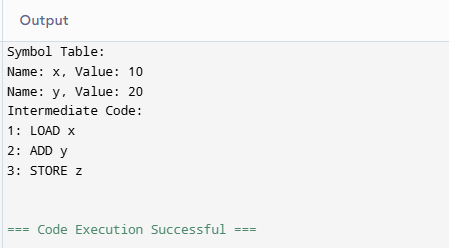 Output
Symbol Table:
Name: x, Value: 10
Name: y, Value: 20
Intermediate Code:
1: LOAD x
2: ADD y
3: STORE z
=== Code Execution Successful ===